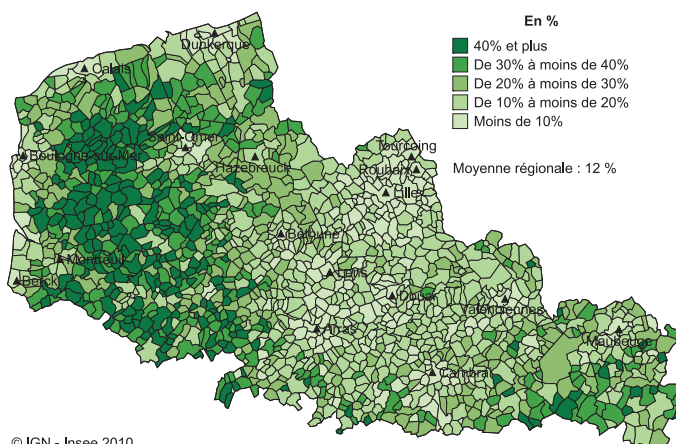 En %
40% et plus
De 30% à moins de 40%
De 20% à moins de 30%
De 10% à moins de 20%
Moins de 10%
Moyenne régionale : 12 %
Dunkerque
Calais
Saint-Omer
Boulogne-sur-Mer
Hazebrouck
Tourcoing
Roubaix
Lille
Béthune
Montreuil
Lens
Berck
Douai
Valenciennes
Arras
Maubeuge
Cambrai
© IGN - Insee 2010